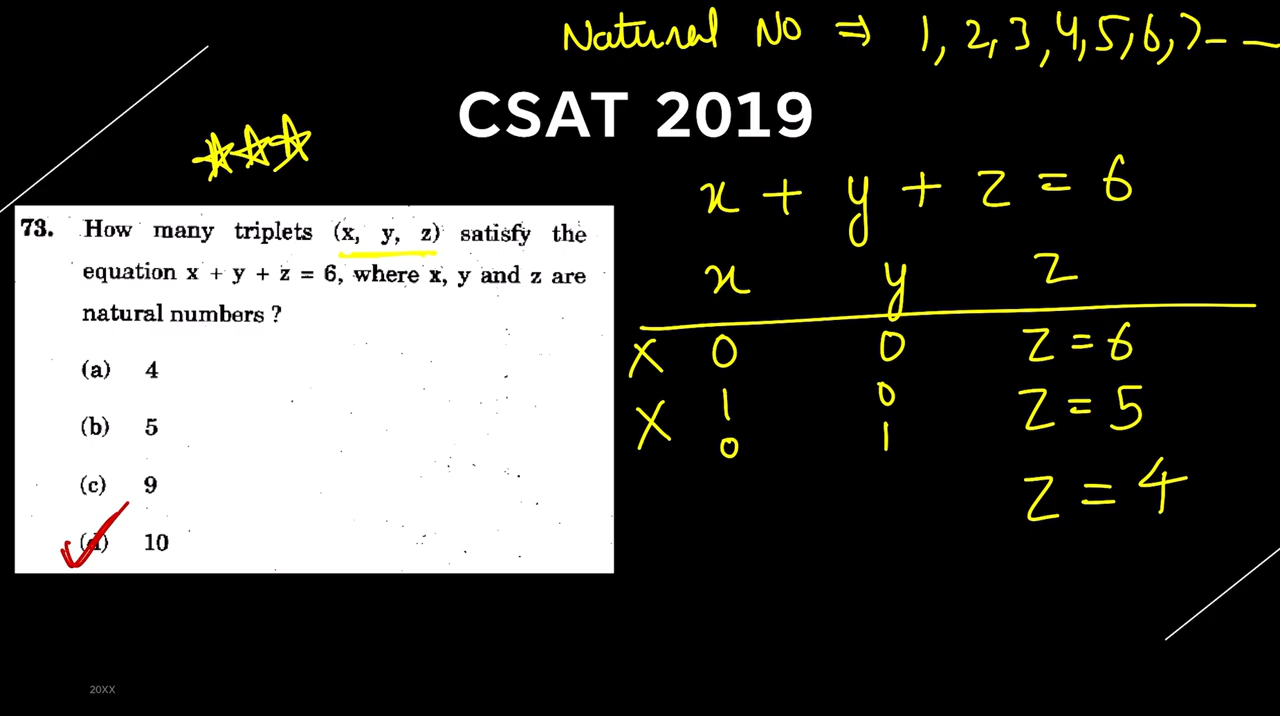 Natural No ⇒ 1, 2, 3, 4, 5, 6, 7- -
CSAT 2019
x + y + z = 6
73. How many triplets (x, y, z) satisfy the
equation x + y + z = 6, where x, y and z are
natural numbers ?
(a) 4
(b) 5
(c) 9
(d) 10
x y z
X 0 0 z = 6
X 1 0 z = 5
0 1
z = 4
20XX